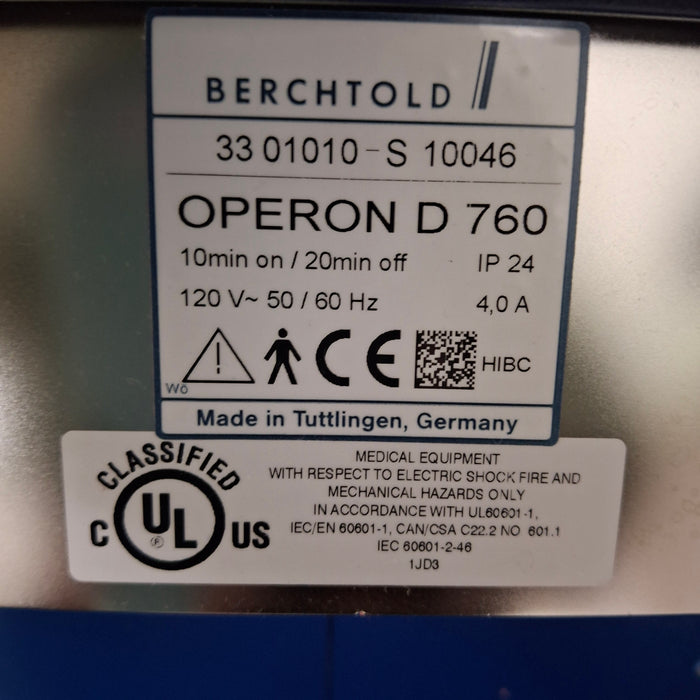 BERCHTOLD
33 01010 - S 10046
OPERON D 760
10min on / 20min off IP 24
120 V~ 50 / 60 Hz 4,0 A
CE HIBC
Wö
Made in Tuttlingen, Germany
CLASSIFIED
C UL US
MEDICAL EQUIPMENT
WITH RESPECT TO ELECTRIC SHOCK FIRE AND
MECHANICAL HAZARDS ONLY
IN ACCORDANCE WITH UL60601-1,
IEC/EN 60601-1, CAN/CSA C22.2 NO 601.1
IEC 60601-2-46
1JD3